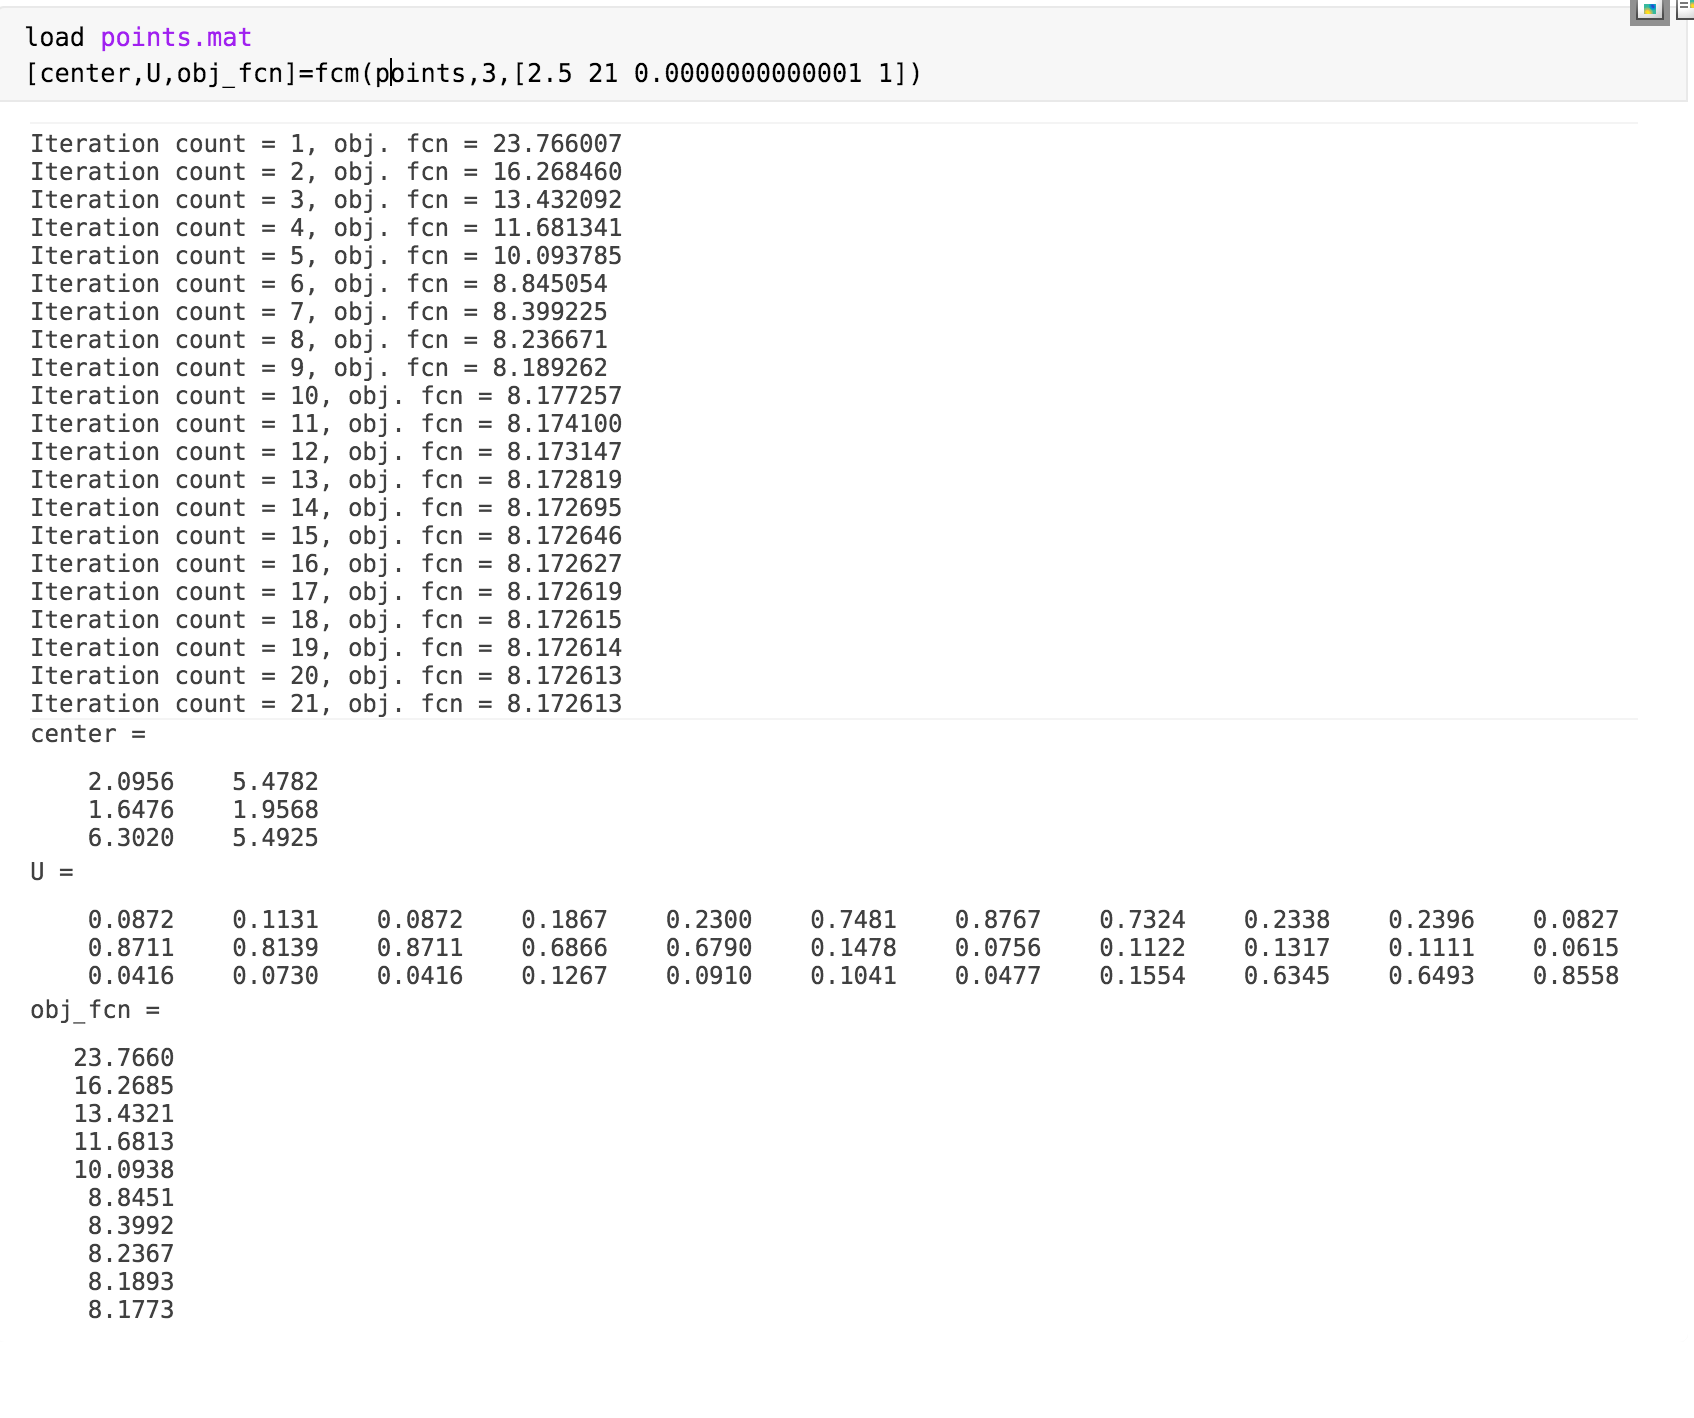 load points.mat
[center,U,obj_fcn]=fcm(points,3,[2.5 21 0.0000000000001 1])
Iteration count = 1, obj. fcn = 23.766007
Iteration count = 2, obj. fcn = 16.268460
Iteration count = 3, obj. fcn = 13.432092
Iteration count = 4, obj. fcn = 11.681341
Iteration count = 5, obj. fcn = 10.093785
Iteration count = 6, obj. fcn = 8.845054
Iteration count = 7, obj. fcn = 8.399225
Iteration count = 8, obj. fcn = 8.236671
Iteration count = 9, obj. fcn = 8.189262
Iteration count = 10, obj. fcn = 8.177257
Iteration count = 11, obj. fcn = 8.174100
Iteration count = 12, obj. fcn = 8.173147
Iteration count = 13, obj. fcn = 8.172819
Iteration count = 14, obj. fcn = 8.172695
Iteration count = 15, obj. fcn = 8.172646
Iteration count = 16, obj. fcn = 8.172627
Iteration count = 17, obj. fcn = 8.172619
Iteration count = 18, obj. fcn = 8.172615
Iteration count = 19, obj. fcn = 8.172614
Iteration count = 20, obj. fcn = 8.172613
Iteration count = 21, obj. fcn = 8.172613
center =
2.0956 5.4782
1.6476 1.9568
6.3020 5.4925
U =
0.0872 0.1131 0.0872 0.1867 0.2300 0.7481 0.8767 0.7324 0.2338 0.2396 0.0827
0.8711 0.8139 0.8711 0.6866 0.6790 0.1478 0.0756 0.1122 0.1317 0.1111 0.0615
0.0416 0.0730 0.0416 0.1267 0.0910 0.1041 0.0477 0.1554 0.6345 0.6493 0.8558
obj_fcn =
23.7660
16.2685
13.4321
11.6813
10.0938
8.8451
8.3992
8.2367
8.1893
8.1773